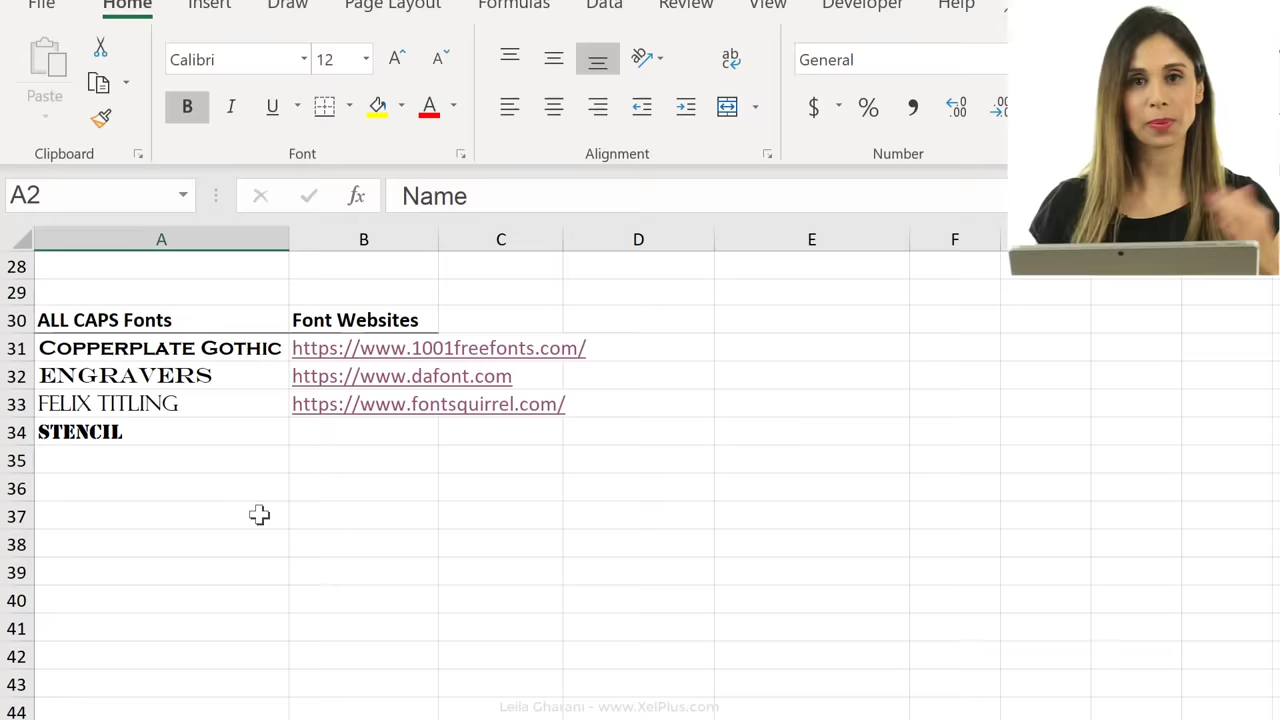 File Home Insert Draw Page Layout Formulas Data Review View Developer Help
Calibri 12 General
Paste
B I U A $ % ,
Clipboard Font Alignment Number
A2 fx Name
A B C D E F
28
29
30 ALL CAPS Fonts Font Websites
31 COPPERPLATE GOTHIC https://www.1001freefonts.com/
32 ENGRAVERS https://www.dafont.com
33 FELIX TITLING https://www.fontsquirrel.com/
34 STENCIL
35
36
37
38
39
40
41
42
43
44
Leila Gharani - www.XelPlus.com